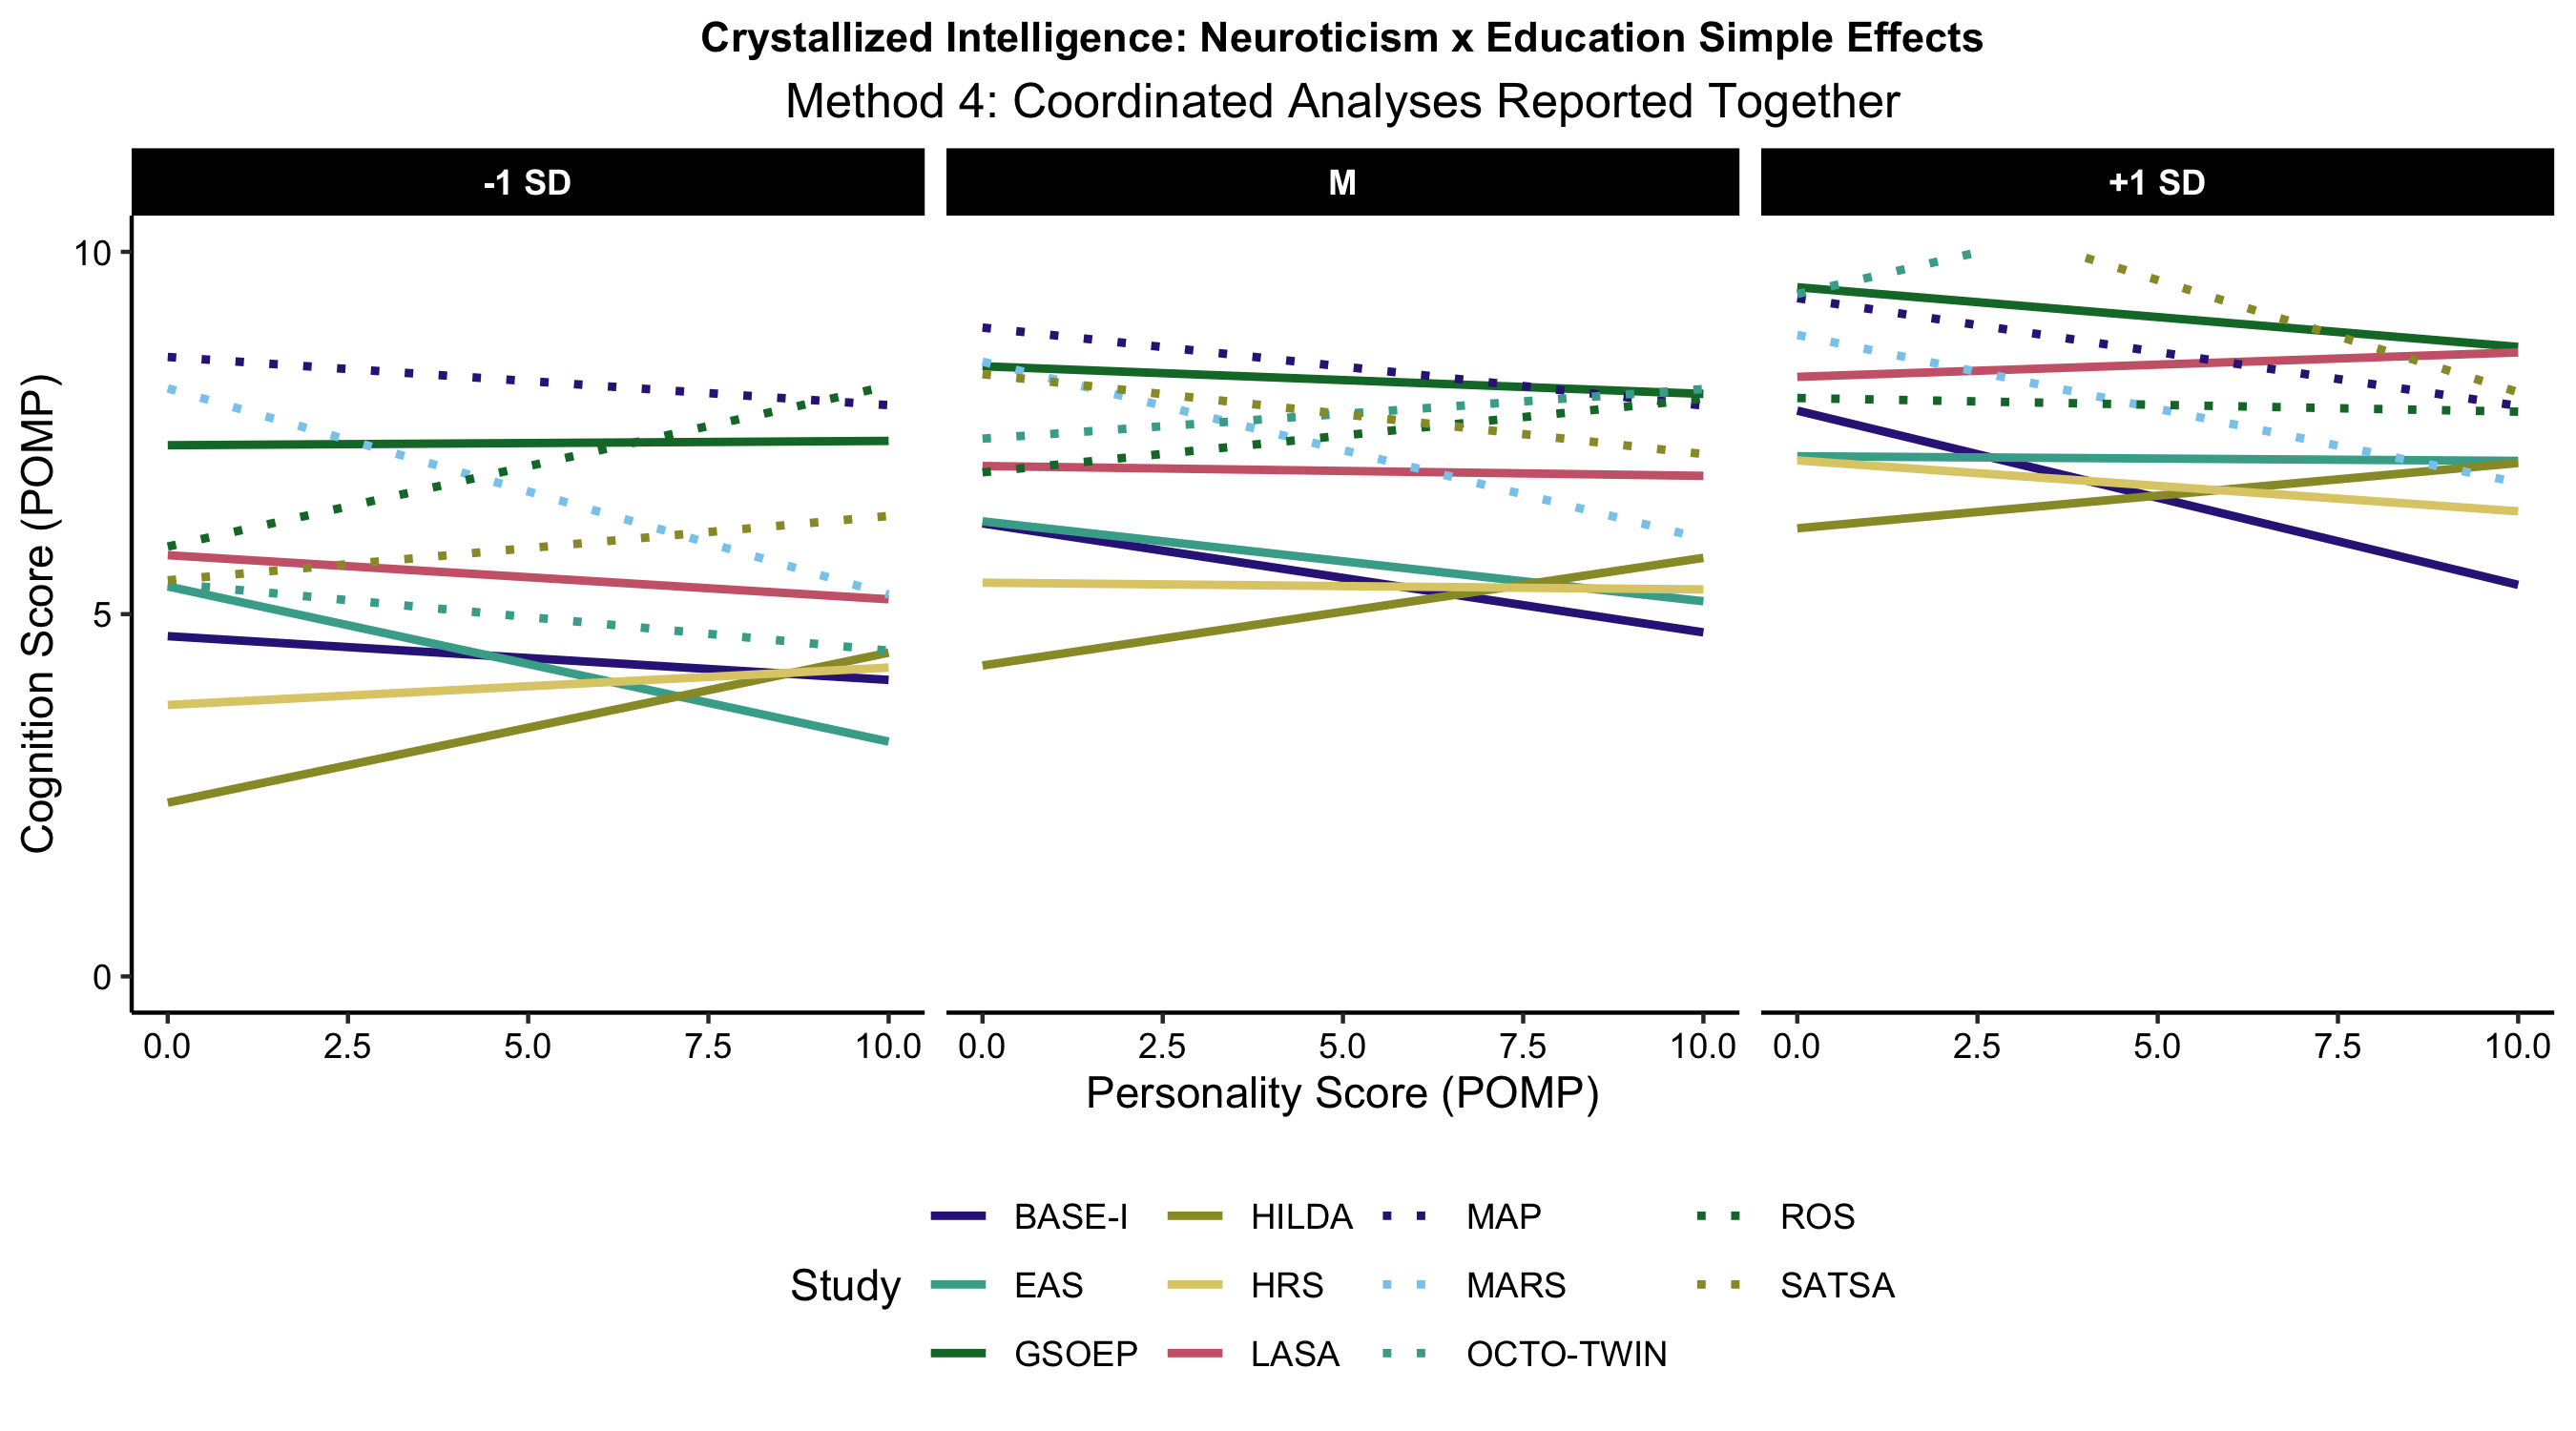 Crystallized Intelligence: Neuroticism x Education Simple Effects
Method 4: Coordinated Analyses Reported Together
-1 SD M +1 SD
Cognition Score (POMP)
10
5
0
0.0 2.5 5.0 7.5 10.0 0.0 2.5 5.0 7.5 10.0 0.0 2.5 5.0 7.5 10.0
Personality Score (POMP)
Study
BASE-I HILDA MAP ROS
EAS HRS MARS SATSA
GSOEP LASA OCTO-TWIN